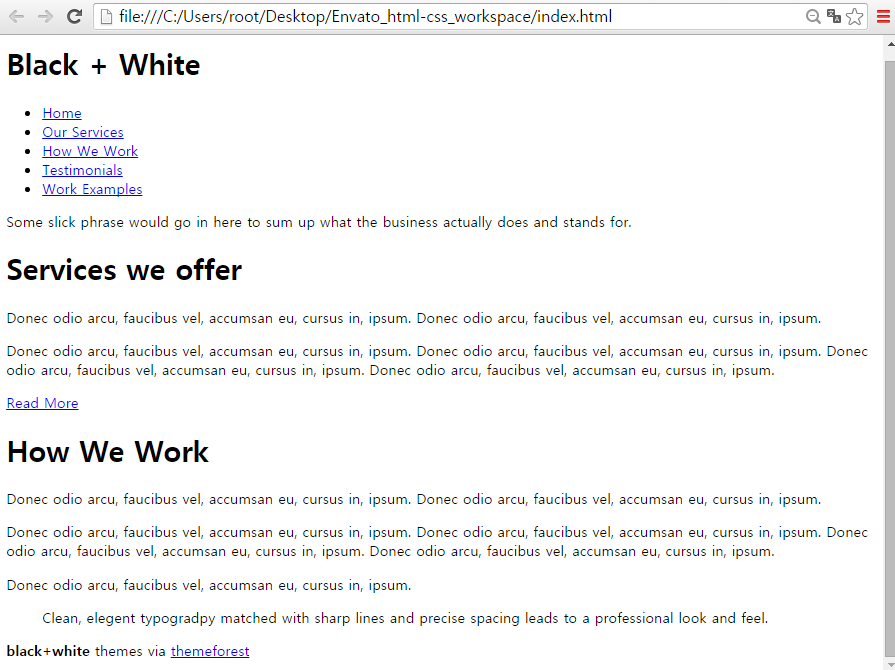 file:///C:/Users/root/Desktop/Envato_html-css_workspace/index.html
Black + White
Home
Our Services
How We Work
Testimonials
Work Examples
Some slick phrase would go in here to sum up what the business actually does and stands for.
Services we offer
Donec odio arcu, faucibus vel, accumsan eu, cursus in, ipsum. Donec odio arcu, faucibus vel, accumsan eu, cursus in, ipsum.
Donec odio arcu, faucibus vel, accumsan eu, cursus in, ipsum. Donec odio arcu, faucibus vel, accumsan eu, cursus in, ipsum. Donec
odio arcu, faucibus vel, accumsan eu, cursus in, ipsum. Donec odio arcu, faucibus vel, accumsan eu, cursus in, ipsum.
Read More
How We Work
Donec odio arcu, faucibus vel, accumsan eu, cursus in, ipsum. Donec odio arcu, faucibus vel, accumsan eu, cursus in, ipsum.
Donec odio arcu, faucibus vel, accumsan eu, cursus in, ipsum. Donec odio arcu, faucibus vel, accumsan eu, cursus in, ipsum. Donec
odio arcu, faucibus vel, accumsan eu, cursus in, ipsum. Donec odio arcu, faucibus vel, accumsan eu, cursus in, ipsum.
Donec odio arcu, faucibus vel, accumsan eu, cursus in, ipsum.
Clean, elegent typogradpy matched with sharp lines and precise spacing leads to a professional look and feel.
black+white themes via themeforest